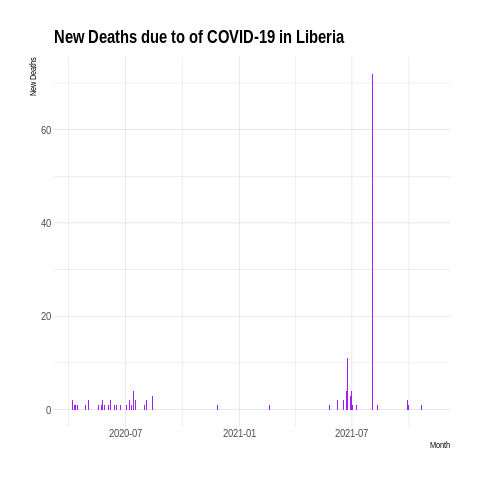 New Deaths due to of COVID-19 in Liberia
New Deaths
60
40
20
0
2020-07
2021-01
2021-07
Month